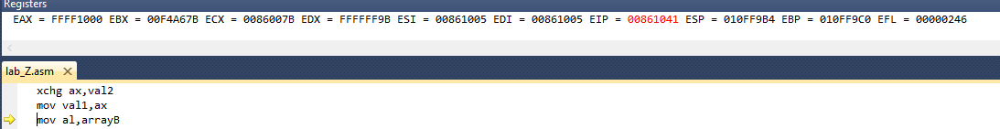 Registers
EAX = FFFF1000 EBX = 00F4A67B ECX = 0086007B EDX = FFFFFF9B ESI = 00861005 EDI = 00861005 EIP = 00861041 ESP = 010FF9B4 EBP = 010FF9C0 EFL = 00000246
lab_Z.asm
xchg ax,val2
mov val1,ax
mov al,arrayB